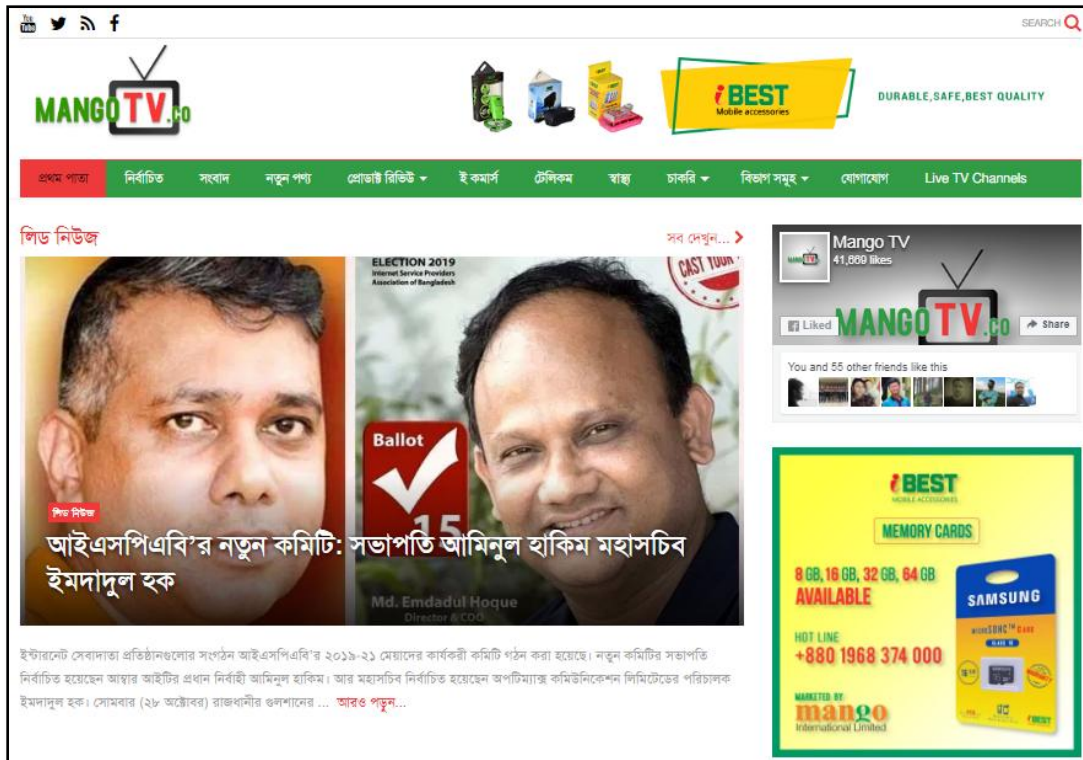 You Tube
SEARCH
MANGO TV.co
iBEST
Mobile accessories
DURABLE,SAFE,BEST QUALITY
প্রথম পাতা নির্বাচিত সংবাদ নতুন পণ্য প্রোডাক্ট রিভিউ ই কমার্স টেলিকম স্বাস্থ্য চাকরি বিভাগ সমূহ যোগাযোগ Live TV Channels
লিড নিউজ
সব দেখুন...
ELECTION 2019
Internet Service Providers
Association of Bangladesh
CAST YOUR
Ballot
15
লিড নিউজ
আইএসপিএবি’র নতুন কমিটি: সভাপতি আমিনুল হাকিম মহাসচিব
ইমদাদুল হক
Md. Emdadul Hoque
Director & COO
ইন্টারনেট সেবাদাতা প্রতিষ্ঠানগুলোর সংগঠন আইএসপিএবি’র ২০১৯-২১ মেয়াদের কার্যকরী কমিটি গঠন করা হয়েছে। নতুন কমিটির সভাপতি
নির্বাচিত হয়েছেন আম্বার আইটির প্রধান নির্বাহী আমিনুল হাকিম। আর মহাসচিব নির্বাচিত হয়েছেন অপটিম্যাক্স কমিউনিকেশন লিমিটেডের পরিচালক
ইমদাদুল হক। সোমবার (২৮ অক্টোবর) রাজধানীর গুলশানের ... আরও পড়ুন...
Mango TV
41,669 likes
Liked
MANGO TV.co
Share
You and 55 other friends like this
iBEST
MOBILE ACCESSORIES
MEMORY CARDS
8 GB, 16 GB, 32 GB, 64 GB
AVAILABLE
SAMSUNG
HOT LINE
+880 1968 374 000
MARKETED BY
mango
International Limited
iBEST